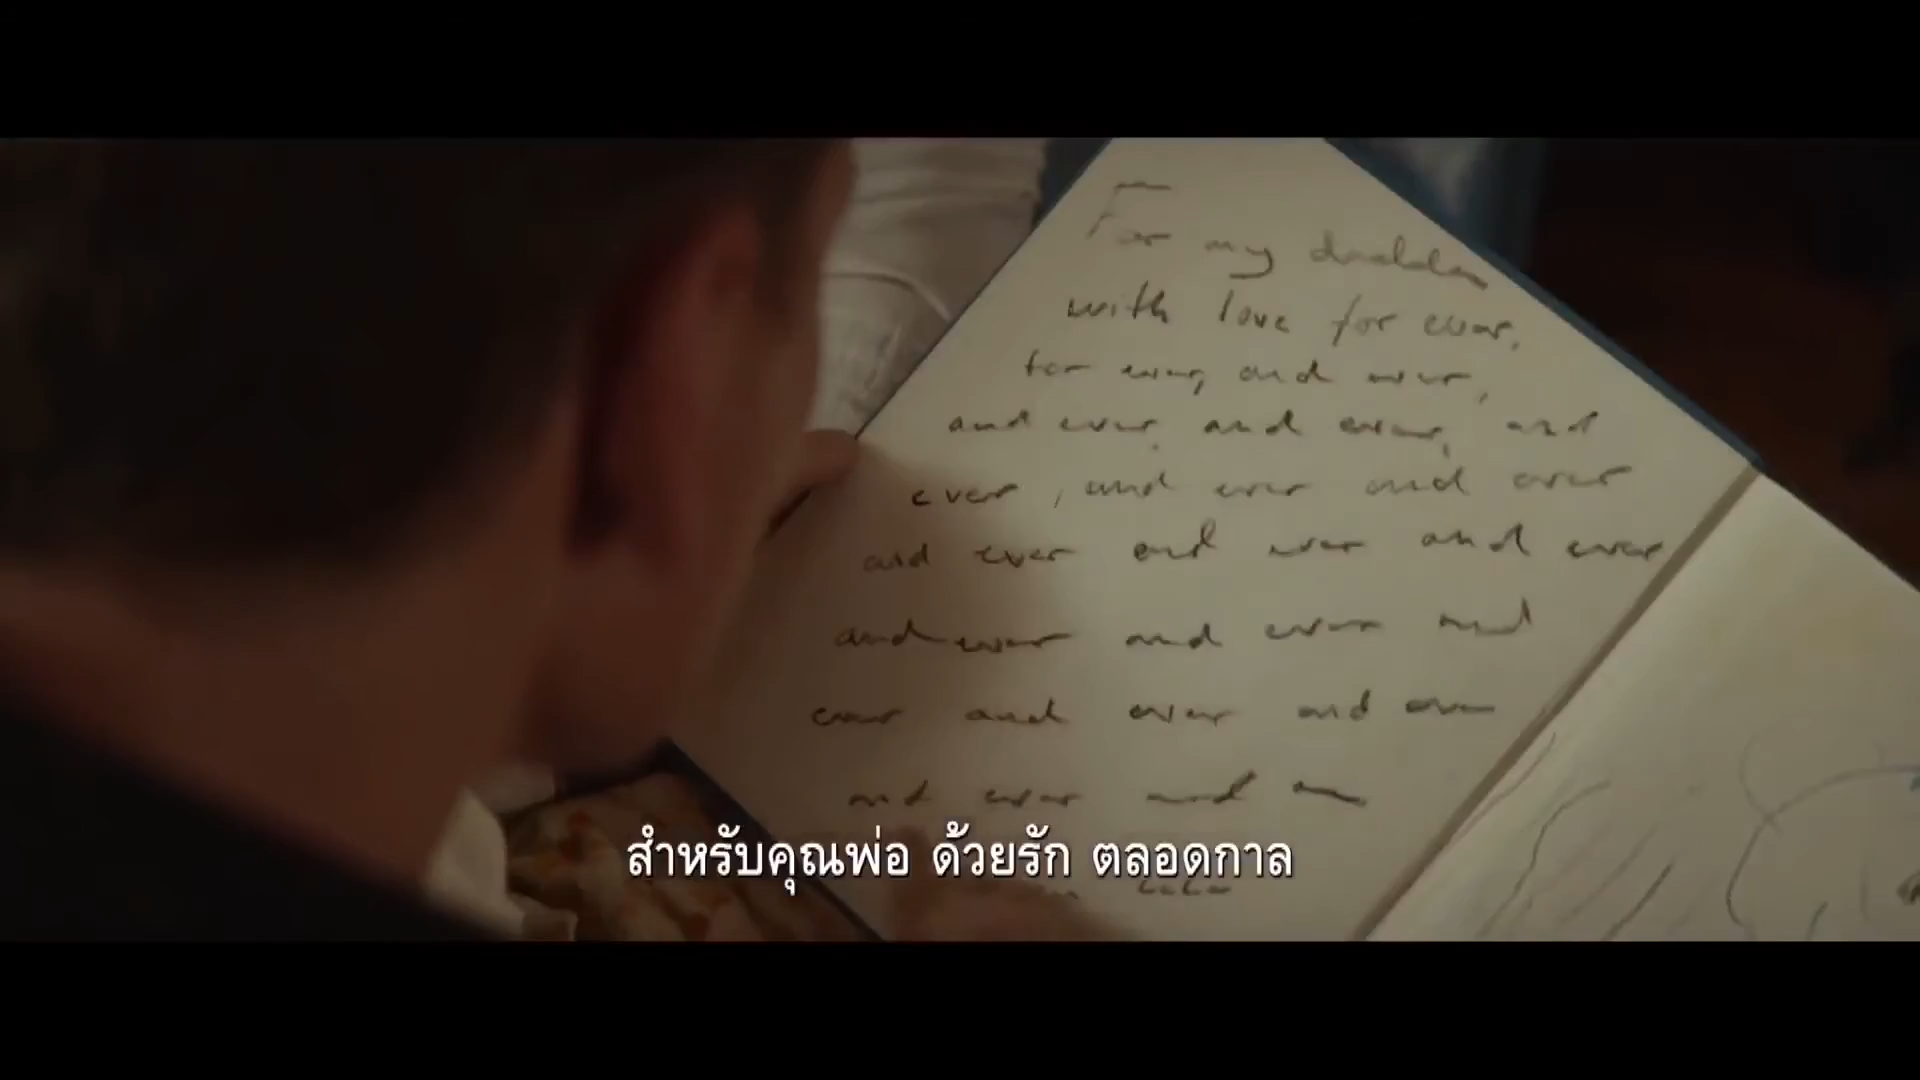 For my daddy
with love for ever,
for ever, and ever,
and ever, and ever, and
ever, and ever and ever
and ever and ever and ever
and ever and ever and
ever and ever and ever
and ever and
สำหรับคุณพ่อ ด้วยรัก ตลอดกาล